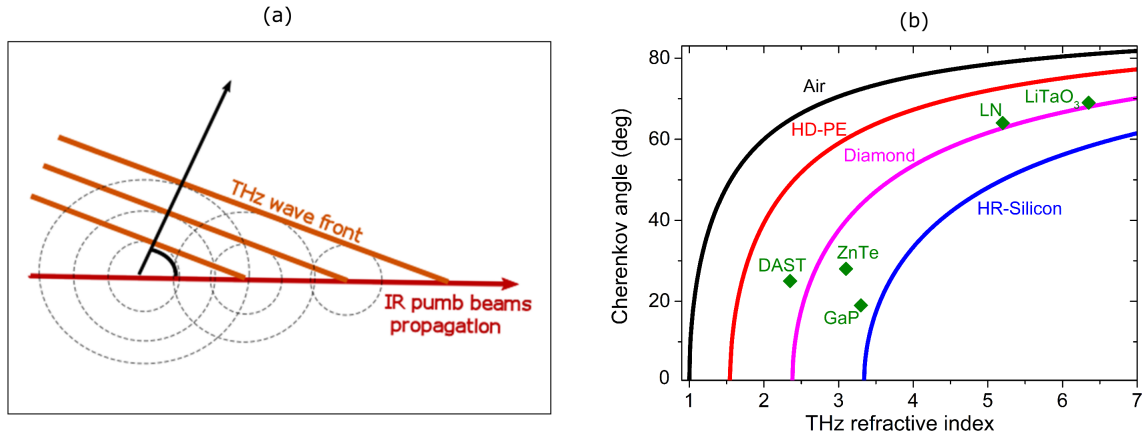 (a)
(b)
THz wave front
IR pumb beams
propagation
Cherenkov angle (deg)
80
60
40
20
0
Air
HD-PE
Diamond
HR-Silicon
LN
LiTaO₃
DAST
ZnTe
GaP
1 2 3 4 5 6 7
THz refractive index